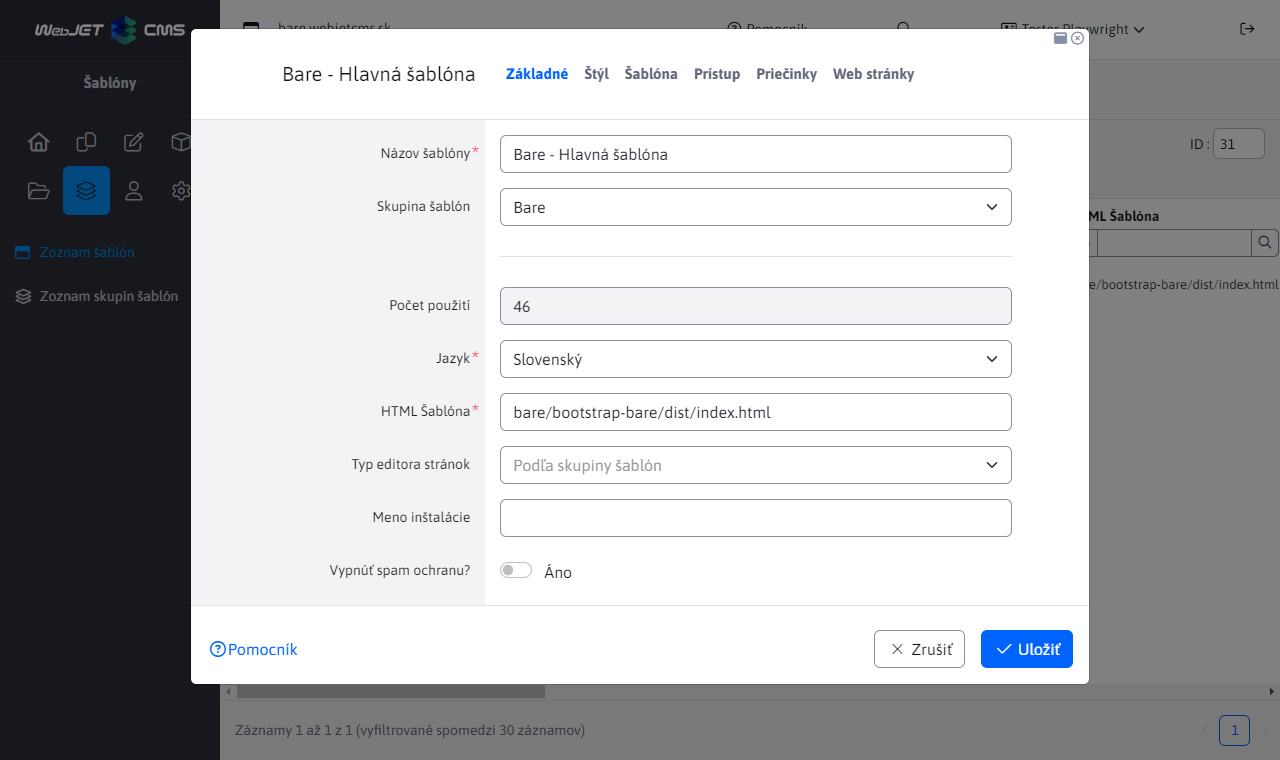 WebJET CMS
bare.webjetcms.sk
Pomocník
Tester Playwright
Šablóny
Zoznam šablón
Zoznam skupín šablón
Bare - Hlavná šablóna
Základné
Štýl
Šablóna
Prístup
Priečinky
Web stránky
ID : 31
Názov šablóny*
Bare - Hlavná šablóna
Skupina šablón
Bare
Počet použití
46
Jazyk*
Slovenský
HTML Šablóna*
bare/bootstrap-bare/dist/index.html
Typ editora stránok
Podľa skupiny šablón
Meno inštalácie
Vypnúť spam ochranu?
Áno
Pomocník
Zrušiť
Uložiť
ML Šablóna
e/bootstrap-bare/dist/index.html
Záznamy 1 až 1 z 1 (vyfiltrované spomedzi 30 záznamov)
1